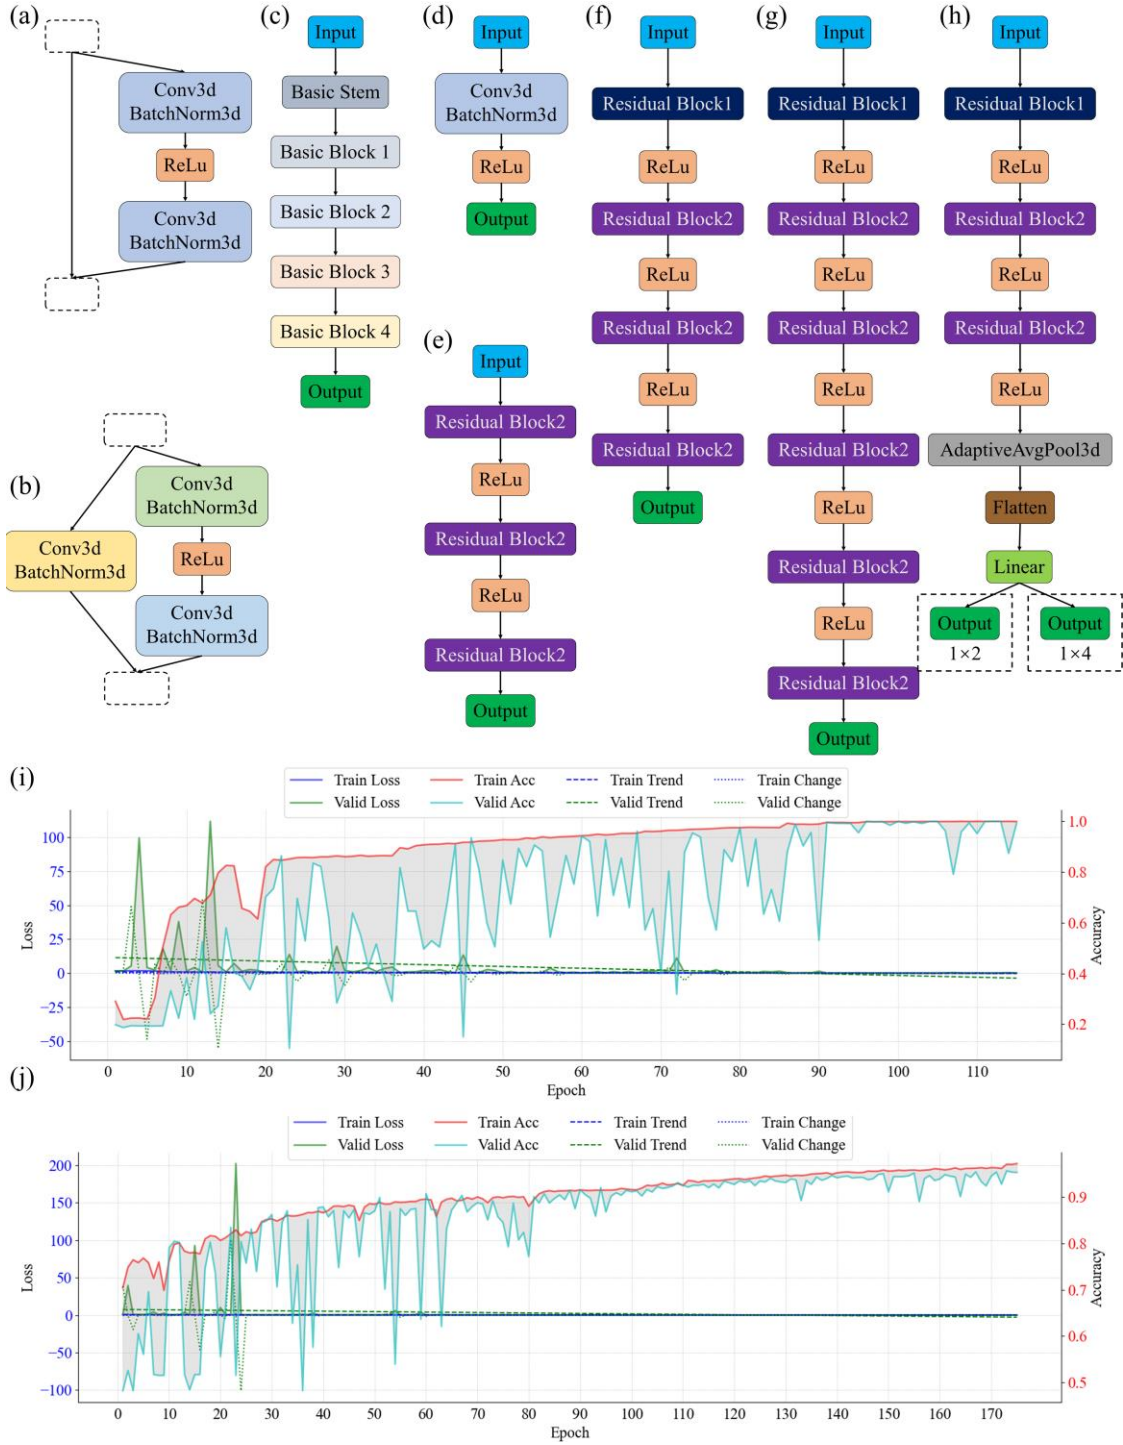 (a)
Conv3d
BatchNorm3d
ReLu
Conv3d
BatchNorm3d
(b)
Conv3d
BatchNorm3d
Conv3d
BatchNorm3d
ReLu
Conv3d
BatchNorm3d
(c)
Input
Basic Stem
Basic Block 1
Basic Block 2
Basic Block 3
Basic Block 4
Output
(d)
Input
Conv3d
BatchNorm3d
ReLu
Output
(e)
Input
Residual Block2
ReLu
Residual Block2
ReLu
Residual Block2
Output
(f)
Input
Residual Block1
ReLu
Residual Block2
ReLu
Residual Block2
ReLu
Residual Block2
Output
(g)
Input
Residual Block1
ReLu
Residual Block2
ReLu
Residual Block2
ReLu
Residual Block2
ReLu
Residual Block2
ReLu
Residual Block2
Output
(h)
Input
Residual Block1
ReLu
Residual Block2
ReLu
Residual Block2
ReLu
AdaptiveAvgPool3d
Flatten
Linear
Output
1×2
Output
1×4
(i)
Train Loss Train Acc Train Trend Train Change
Valid Loss Valid Acc Valid Trend Valid Change
Loss
100
75
50
25
0
−25
−50
Accuracy
1.0
0.8
0.6
0.4
0.2
0 10 20 30 40 50 60 70 80 90 100 110
Epoch
(j)
Train Loss Train Acc Train Trend Train Change
Valid Loss Valid Acc Valid Trend Valid Change
Loss
200
150
100
50
0
−50
−100
Accuracy
0.9
0.8
0.7
0.6
0.5
0 10 20 30 40 50 60 70 80 90 100 110 120 130 140 150 160 170
Epoch